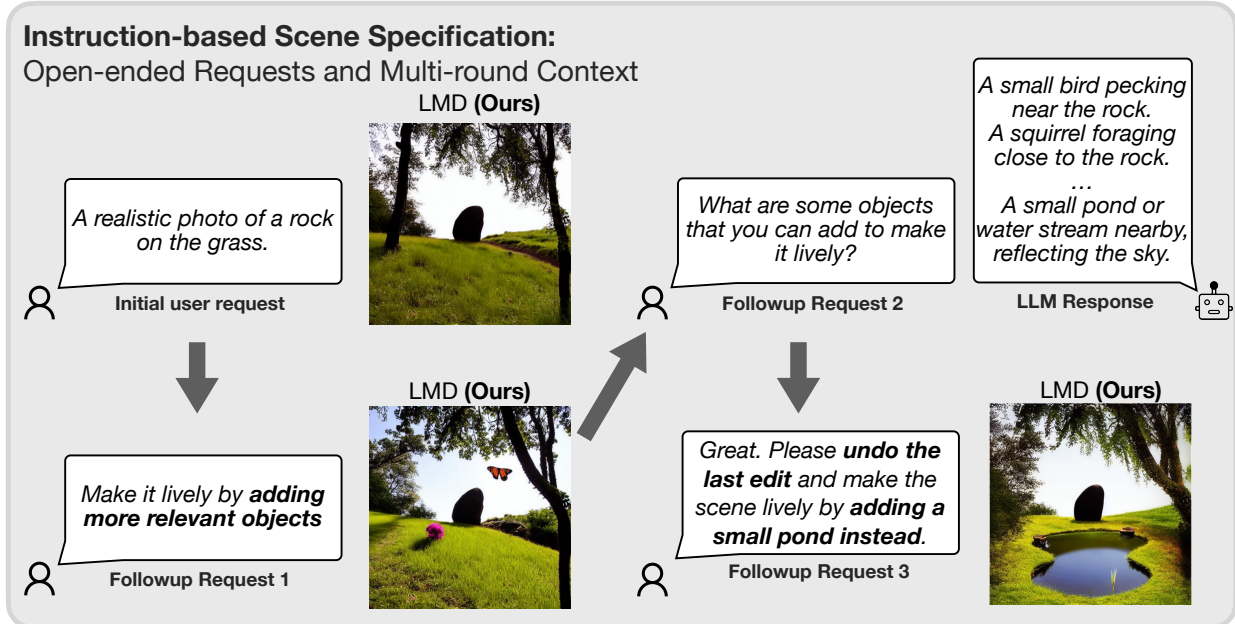 Instruction-based Scene Specification:
Open-ended Requests and Multi-round Context
LMD (Ours)
A realistic photo of a rock
on the grass.
Initial user request
Make it lively by adding
more relevant objects
Followup Request 1
LMD (Ours)
What are some objects
that you can add to make
it lively?
Followup Request 2
A small bird pecking
near the rock.
A squirrel foraging
close to the rock.
...
A small pond or
water stream nearby,
reflecting the sky.
LLM Response
Great. Please undo the
last edit and make the
scene lively by adding a
small pond instead.
Followup Request 3
LMD (Ours)